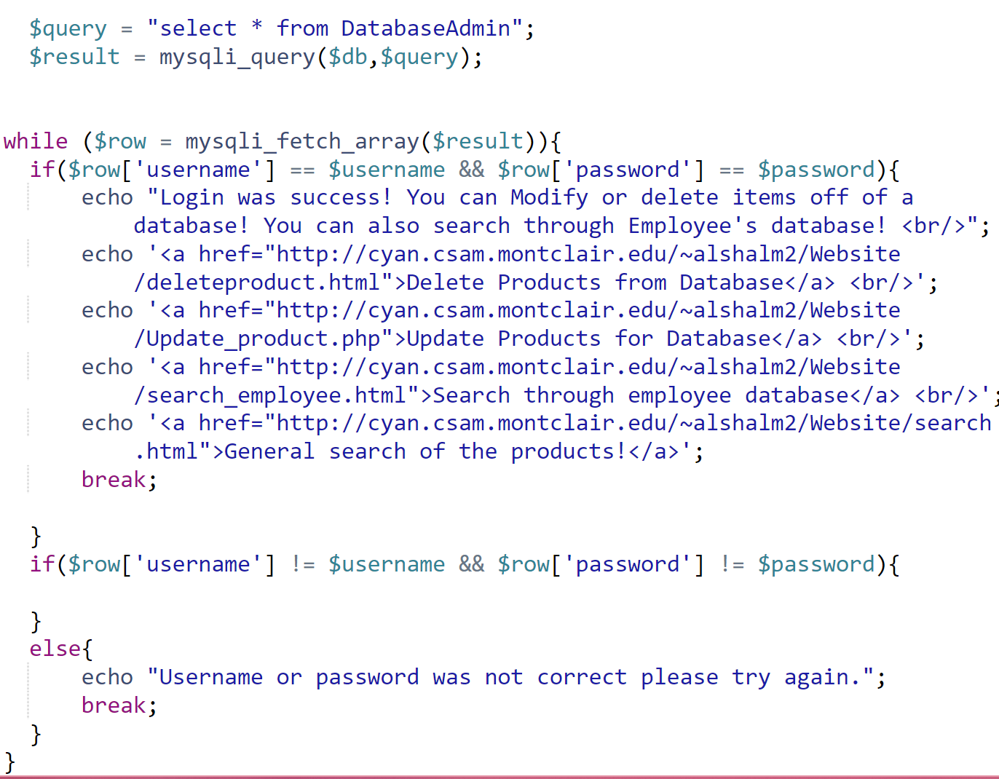 $query = "select * from DatabaseAdmin";
$result = mysqli_query($db,$query);
while ($row = mysqli_fetch_array($result)){
if($row['username'] == $username && $row['password'] == $password){
echo "Login was success! You can Modify or delete items off of a
database! You can also search through Employee's database! <br/>";
echo '<a href="http://cyan.csam.montclair.edu/~alshalm2/Website
/deleteproduct.html">Delete Products from Database</a> <br/>';
echo '<a href="http://cyan.csam.montclair.edu/~alshalm2/Website
/Update_product.php">Update Products for Database</a> <br/>';
echo '<a href="http://cyan.csam.montclair.edu/~alshalm2/Website
/search_employee.html">Search through employee database</a> <br/>';
echo '<a href="http://cyan.csam.montclair.edu/~alshalm2/Website/search
.html">General search of the products!</a>';
break;
}
if($row['username'] != $username && $row['password'] != $password){
}
else{
echo "Username or password was not correct please try again.";
break;
}
}